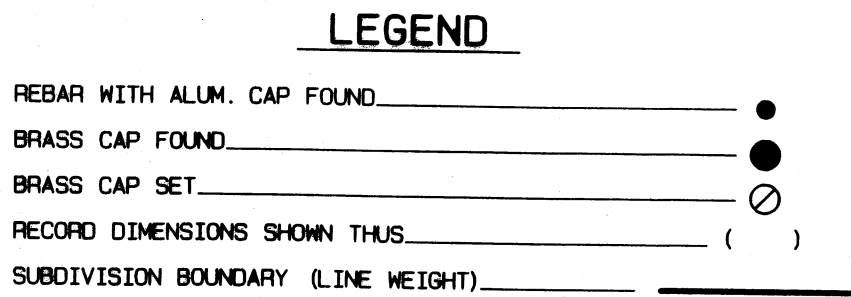 LEGEND
REBAR WITH ALUM. CAP FOUND
BRASS CAP FOUND
BRASS CAP SET
RECORD DIMENSIONS SHOWN THUS ( )
SUBDIVISION BOUNDARY (LINE WEIGHT)